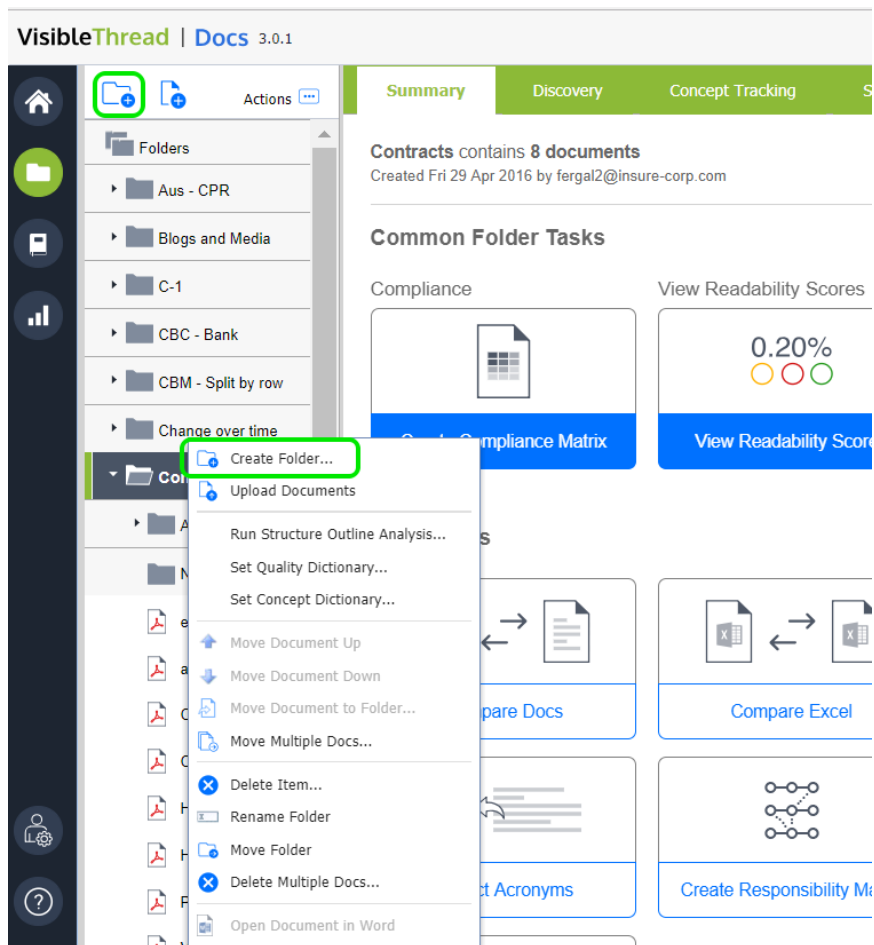 VisibleThread | Docs 3.0.1
Actions
Summary Discovery Concept Tracking
Folders
Aus - CPR
Blogs and Media
C-1
CBC - Bank
CBM - Split by row
Change over time
Contracts contains 8 documents
Created Fri 29 Apr 2016 by fergal2@insure-corp.com
Common Folder Tasks
Compliance
View Readability Scores
0.20%
Compliance Matrix
View Readability Score
Create Folder...
Upload Documents
Run Structure Outline Analysis...
Set Quality Dictionary...
Set Concept Dictionary...
Move Document Up
Move Document Down
Move Document to Folder...
Move Multiple Docs...
Delete Item...
Rename Folder
Move Folder
Delete Multiple Docs...
Open Document in Word
Docs
Compare Excel
Acronyms
Create Responsibility
?